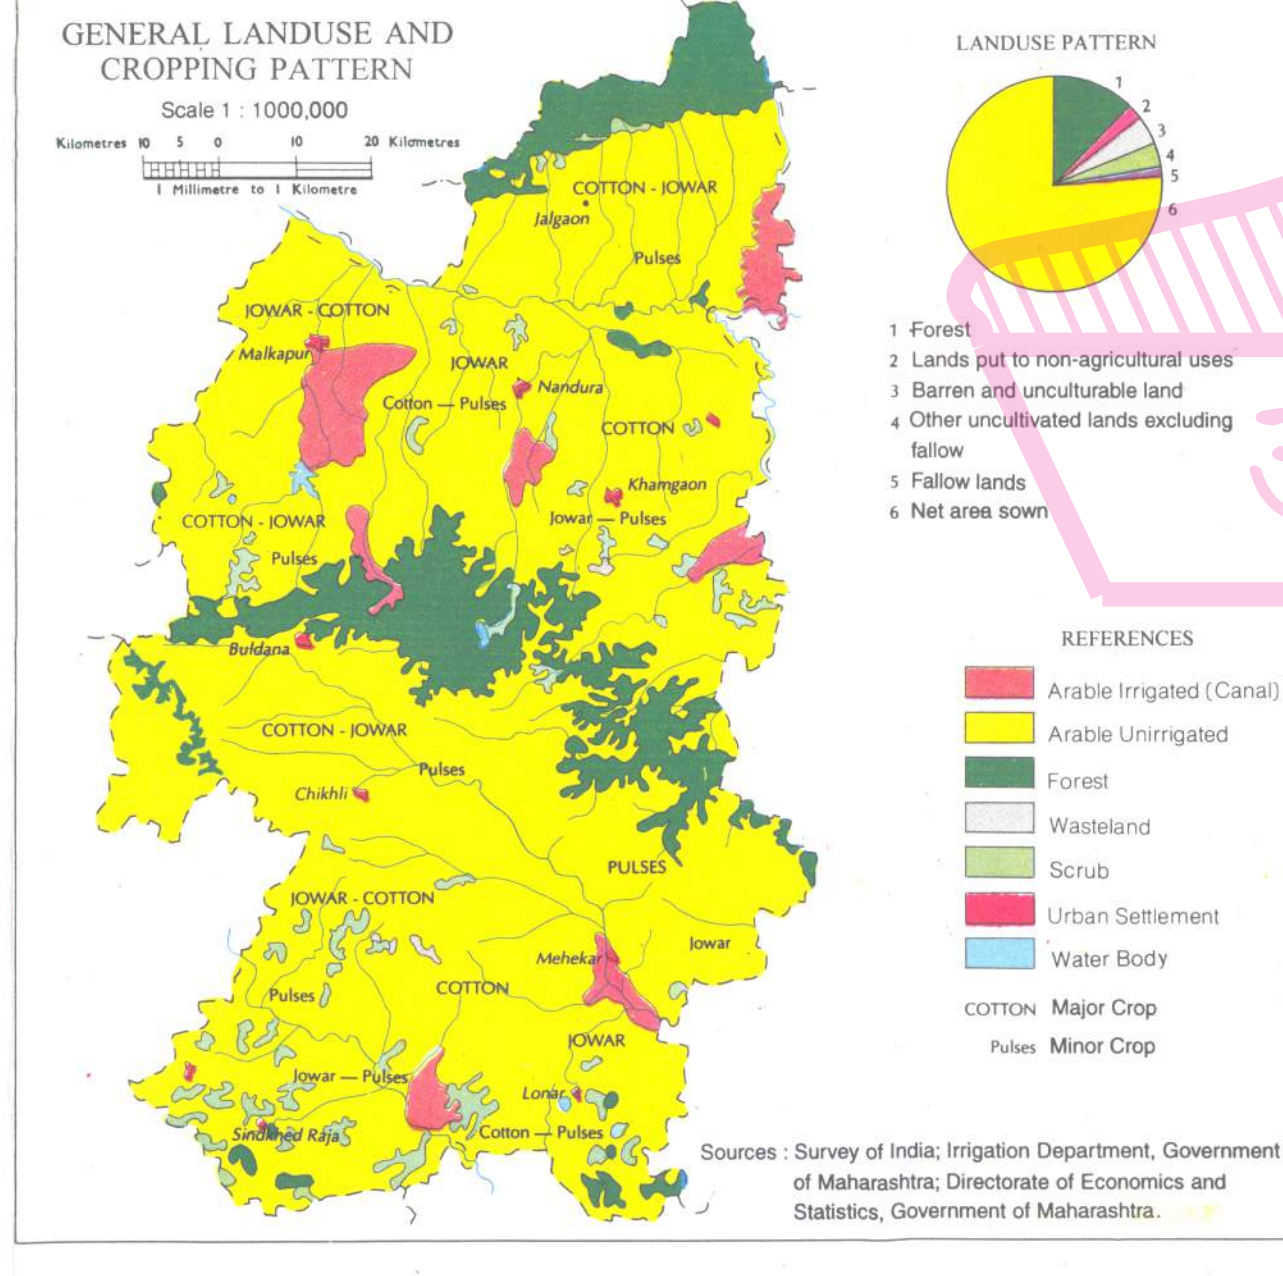 GENERAL LANDUSE AND
CROPPING PATTERN
Scale 1 : 1000,000
Kilometres 10 5 0 10 20 Kilometres
1 Millimetre to 1 Kilometre
COTTON - JOWAR
Jalgaon
Pulses
JOWAR - COTTON
Malkapur
JOWAR
Nandura
Cotton — Pulses
COTTON
Khamgaon
COTTON - JOWAR
Jowar — Pulses
Pulses
Buldana
COTTON - JOWAR
Pulses
Chikhli
PULSES
JOWAR - COTTON
Jowar
Mehekar
Pulses
COTTON
JOWAR
Jowar — Pulses
Lonar
Sindkhed Raja
Cotton — Pulses
LANDUSE PATTERN
1
2
3
4
5
6
1 Forest
2 Lands put to non-agricultural uses
3 Barren and unculturable land
4 Other uncultivated lands excluding
fallow
5 Fallow lands
6 Net area sown
REFERENCES
Arable Irrigated (Canal)
Arable Unirrigated
Forest
Wasteland
Scrub
Urban Settlement
Water Body
COTTON Major Crop
Pulses Minor Crop
Sources : Survey of India; Irrigation Department, Government
of Maharashtra; Directorate of Economics and
Statistics, Government of Maharashtra.